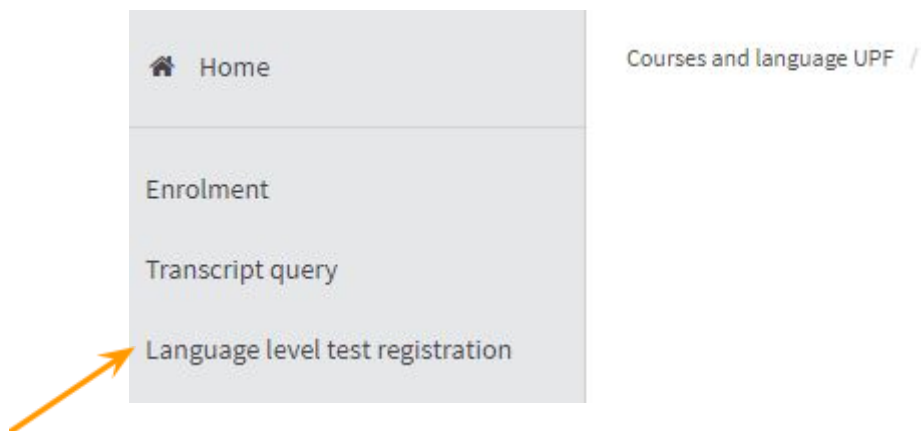 Home
Courses and language UPF /
Enrolment
Transcript query
Language level test registration